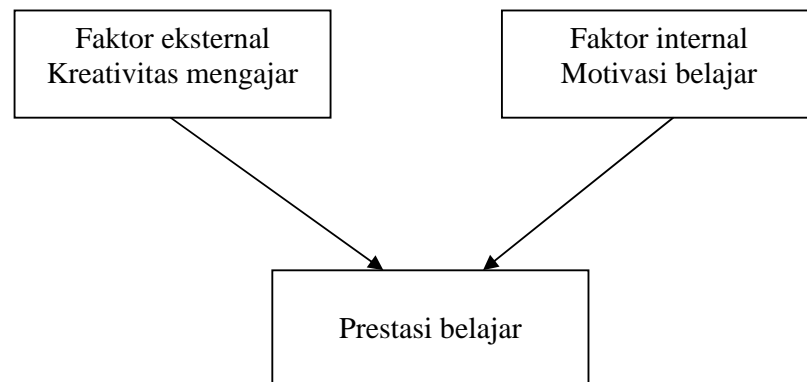 Faktor eksternal
Kreativitas mengajar
Faktor internal
Motivasi belajar
Prestasi belajar